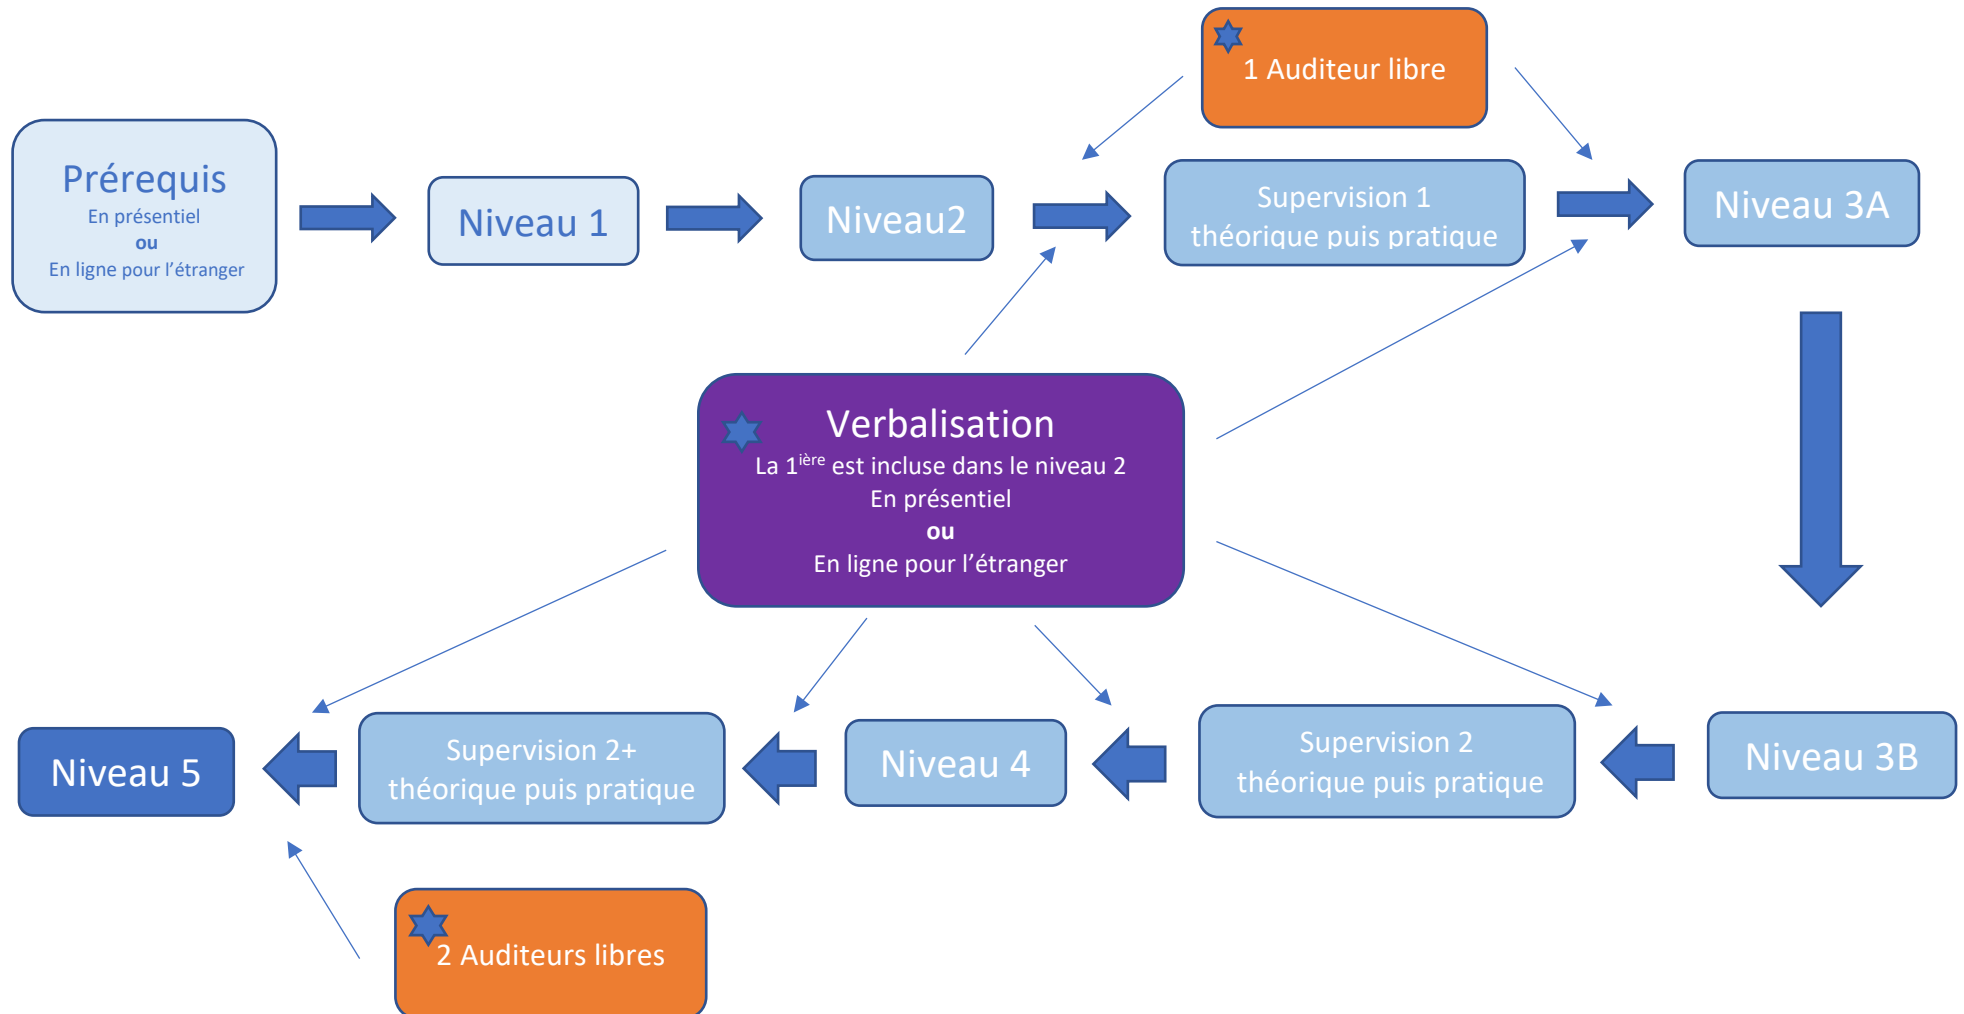 1 Auditeur libre
Prérequis
En présentiel
ou
En ligne pour l’étranger
Niveau 1
Niveau2
Supervision 1
théorique puis pratique
Niveau 3A
Verbalisation
La 1ière est incluse dans le niveau 2
En présentiel
ou
En ligne pour l’étranger
Niveau 5
Supervision 2+
théorique puis pratique
Niveau 4
Supervision 2
théorique puis pratique
Niveau 3B
2 Auditeurs libres